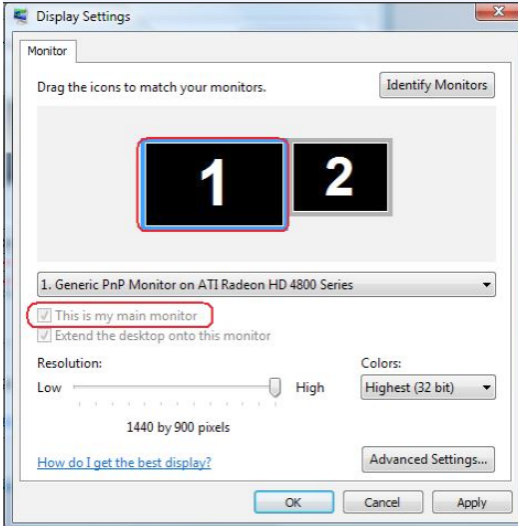 Display Settings
Monitor
Drag the icons to match your monitors.
Identify Monitors
1
2
1. Generic PnP Monitor on ATI Radeon HD 4800 Series
This is my main monitor
Extend the desktop onto this monitor
Resolution:
Colors:
Low
High
Highest (32 bit)
1440 by 900 pixels
How do I get the best display?
Advanced Settings...
OK
Cancel
Apply